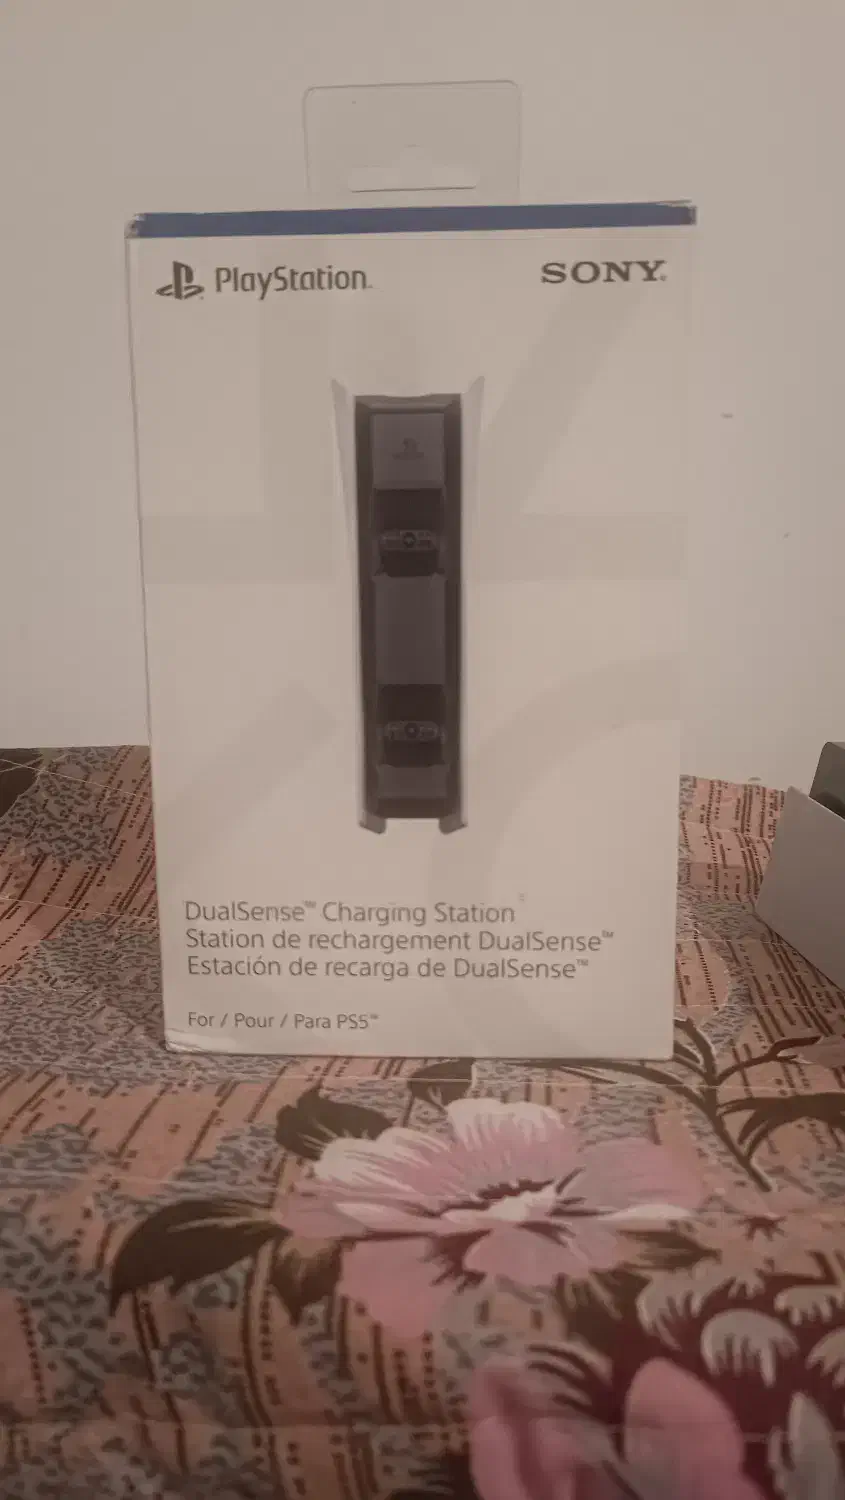 PlayStation
SONY
DualSense™ Charging Station
Station de rechargement DualSense™
Estación de recarga de DualSense™
For / Pour / Para PS5™